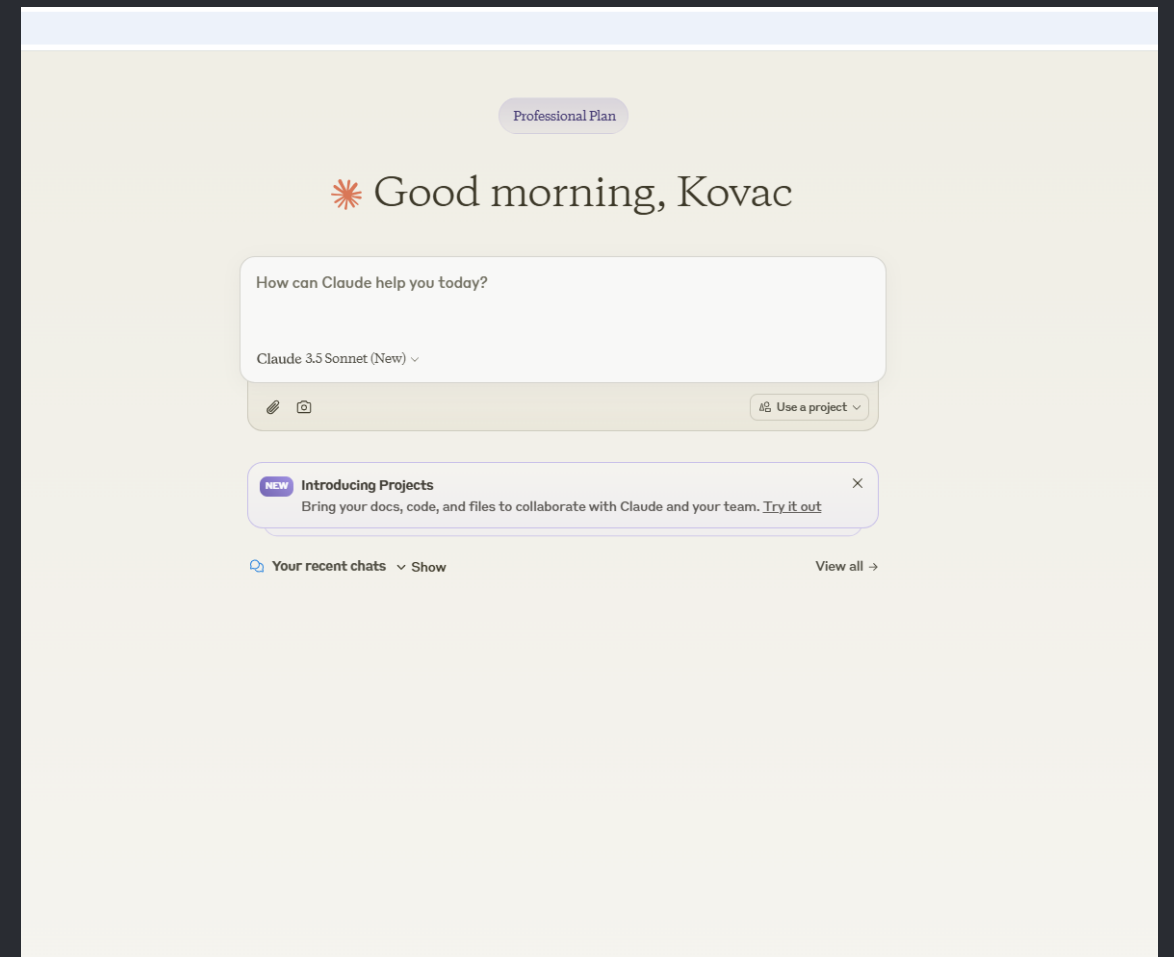 Professional Plan
Good morning, Kovac
How can Claude help you today?
Claude 3.5 Sonnet (New)
Use a project
NEW Introducing Projects
Bring your docs, code, and files to collaborate with Claude and your team. Try it out
Your recent chats Show View all →